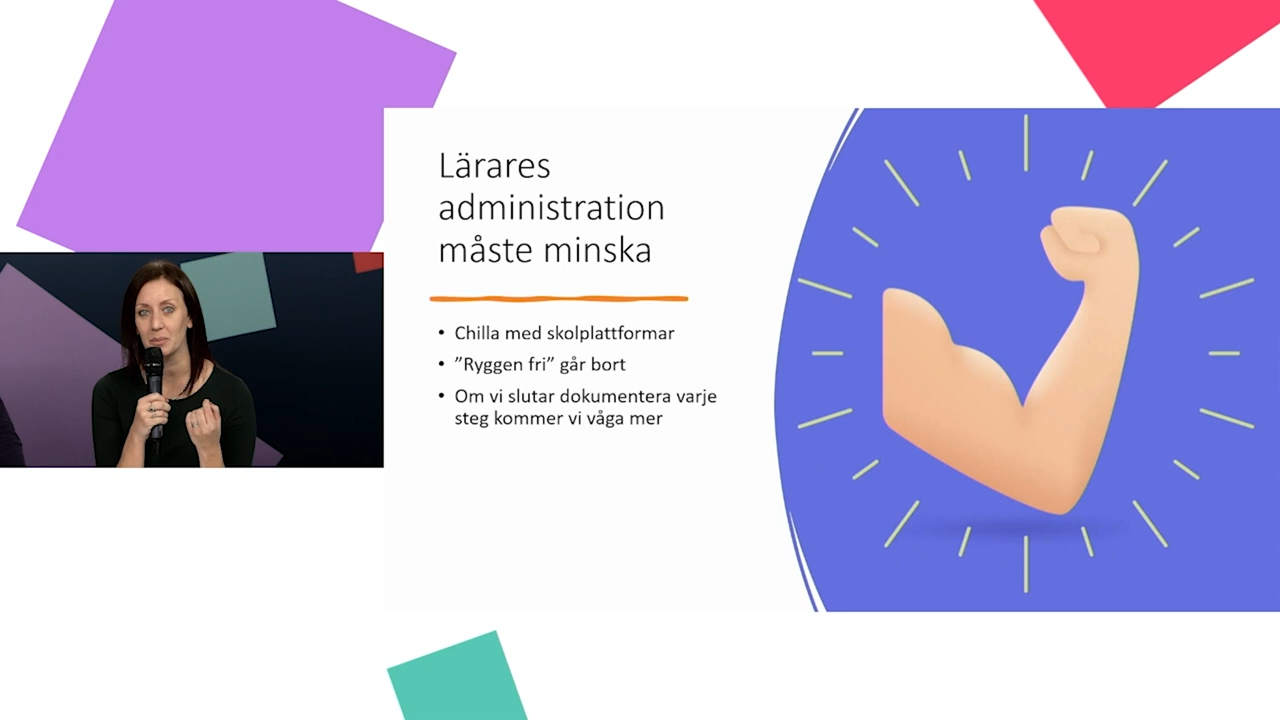 Lärares
administration
måste minska
• Chilla med skolplattformar
• ”Ryggen fri” går bort
• Om vi slutar dokumentera varje
steg kommer vi våga mer